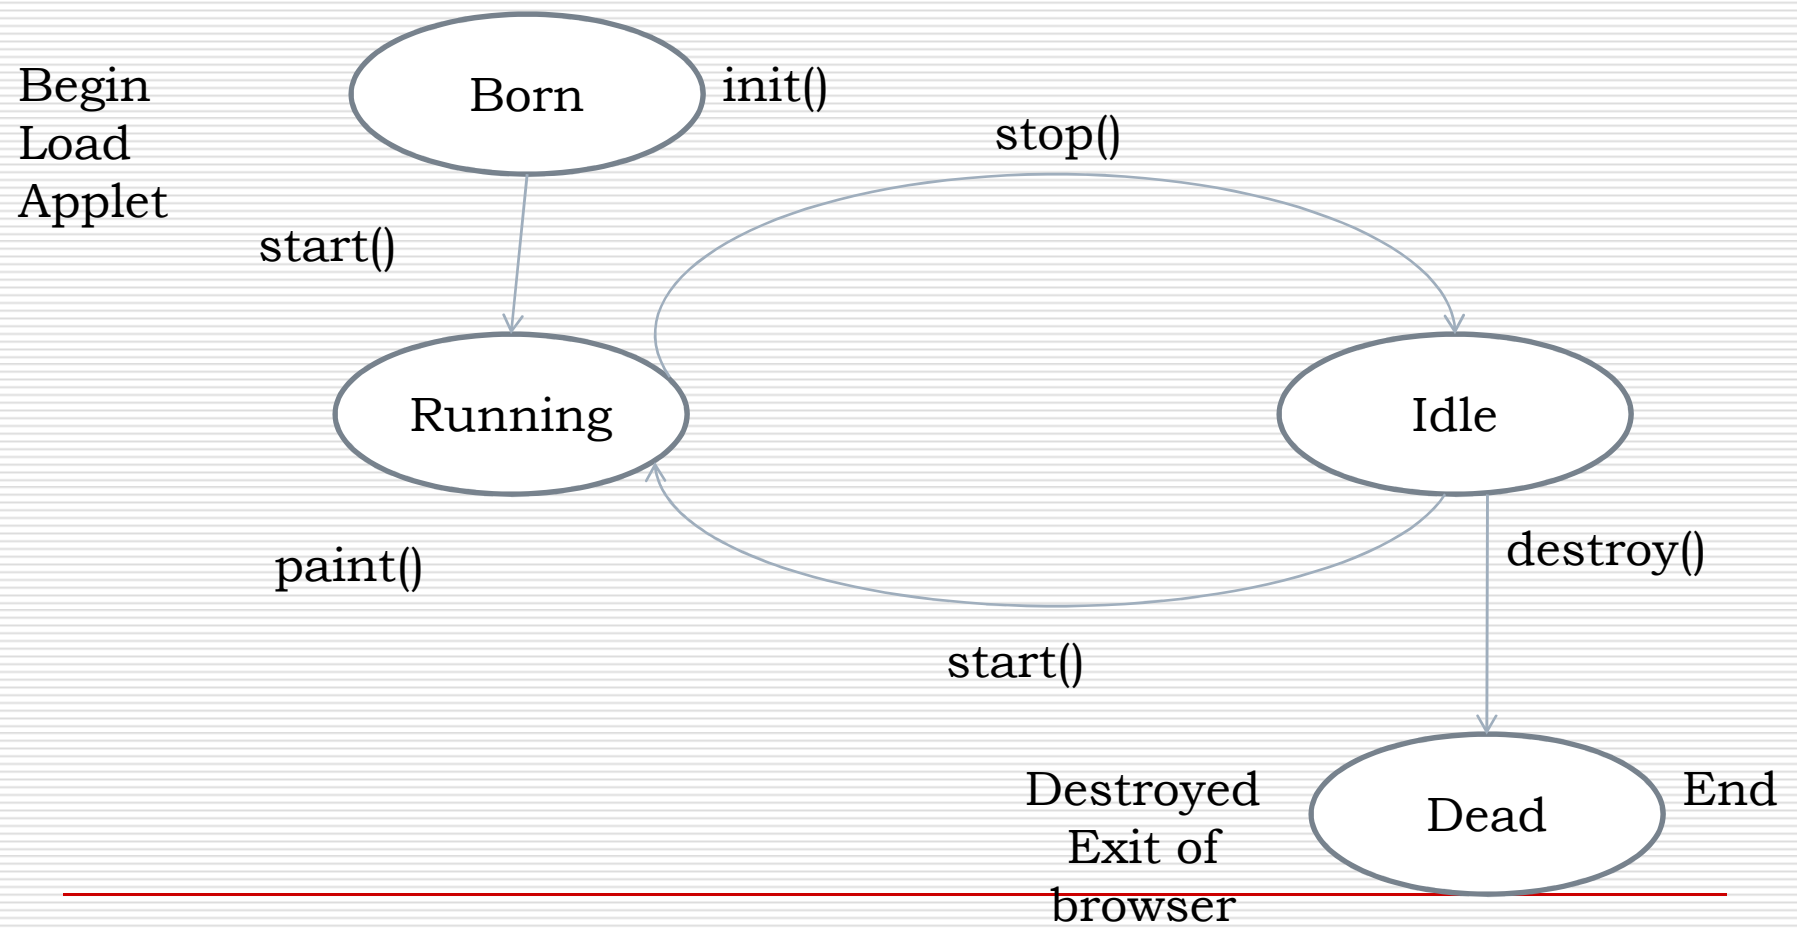 Begin
Load
Applet
Born
init()
stop()
start()
Running
Idle
paint()
destroy()
start()
Destroyed
Exit of
browser
Dead
End